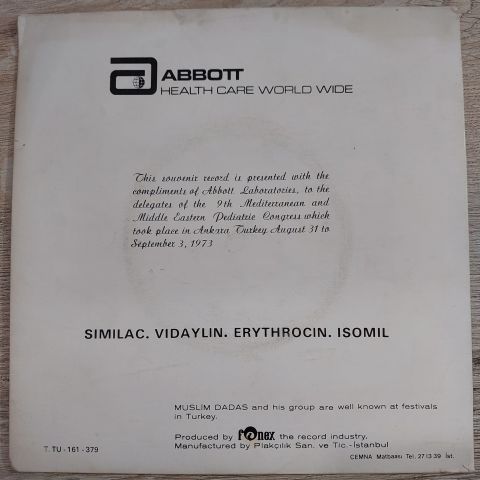 ABBOTT
HEALTH CARE WORLD WIDE
This souvenir record is presented with the
compliments of Abbott Laboratories, to the
delegates of the 9th Mediterranean and
Middle Eastern Pediatric Congress which
took place in Ankara Turkey August 31 to
September 3, 1973
SIMILAC. VIDAYLIN. ERYTHROCIN. ISOMIL
MUSLİM DADAS and his group are well known at festivals
in Turkey.
Produced by fonex the record industry.
Manufactured by Plakçılık San. ve Tic.-İstanbul
T. TU - 161 - 379
CEMNA Matbaası Tel. 27 13 39 İst.